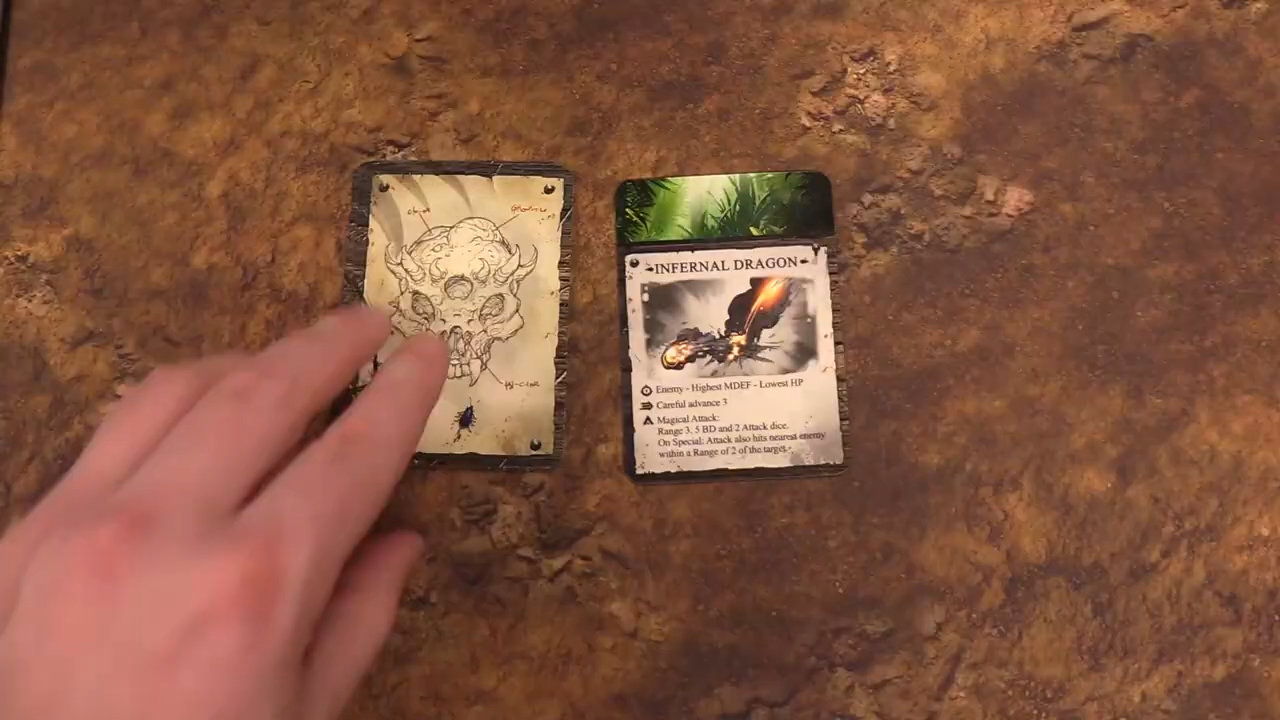 INFERNAL DRAGON
Enemy - Highest MDEF - Lowest HP
Careful advance 3
Magical Attack:
Range 3, 5 BD and 2 Attack dice.
On Special: Attack also hits nearest enemy
within a Range of 2 of the target.